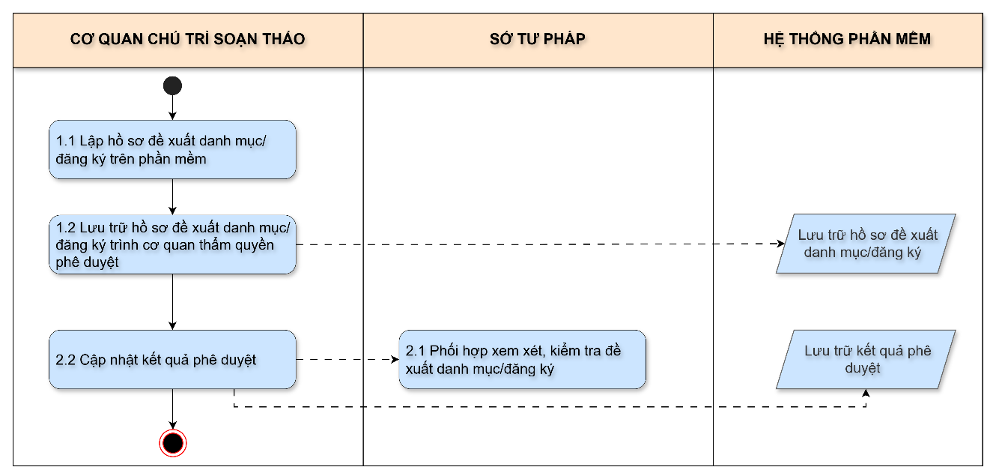 CƠ QUAN CHỦ TRÌ SOẠN THẢO
SỞ TƯ PHÁP
HỆ THỐNG PHẦN MỀM
1.1 Lập hồ sơ đề xuất danh mục/
đăng ký trên phần mềm
1.2 Lưu trữ hồ sơ đề xuất danh mục/
đăng ký trình cơ quan thẩm quyền
phê duyệt
Lưu trữ hồ sơ đề xuất
danh mục/đăng ký
2.2 Cập nhật kết quả phê duyệt
2.1 Phối hợp xem xét, kiểm tra đề
xuất danh mục/đăng ký
Lưu trữ kết quả phê
duyệt